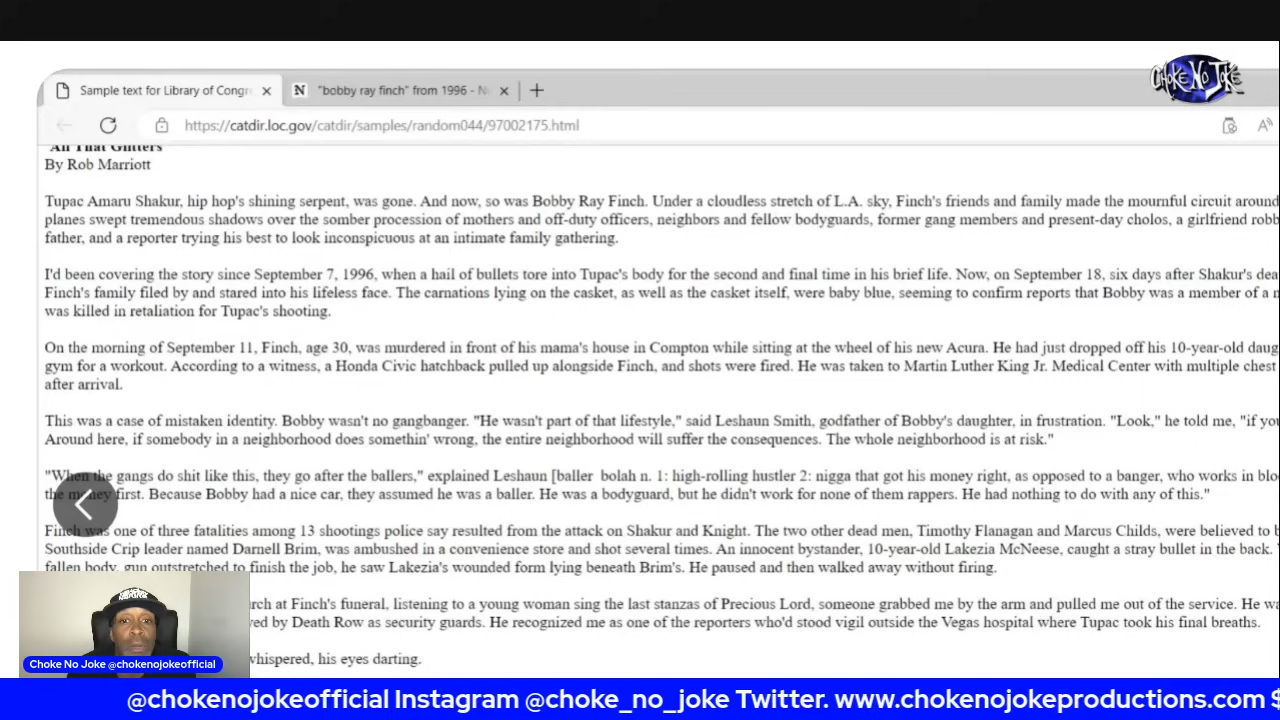 CHOKE NO JOKE
Sample text for Library of Congr
"bobby ray finch" from 1996 - N
https://catdir.loc.gov/catdir/samples/random044/97002175.html
All That Glitters
By Rob Marriott
Tupac Amaru Shakur, hip hop's shining serpent, was gone. And now, so was Bobby Ray Finch. Under a cloudless stretch of L.A. sky, Finch's friends and family made the mournful circuit around
planes swept tremendous shadows over the somber procession of mothers and off-duty officers, neighbors and fellow bodyguards, former gang members and present-day cholos, a girlfriend robb
father, and a reporter trying his best to look inconspicuous at an intimate family gathering.
I'd been covering the story since September 7, 1996, when a hail of bullets tore into Tupac's body for the second and final time in his brief life. Now, on September 18, six days after Shakur's dea
Finch's family filed by and stared into his lifeless face. The carnations lying on the casket, as well as the casket itself, were baby blue, seeming to confirm reports that Bobby was a member of a
was killed in retaliation for Tupac's shooting.
On the morning of September 11, Finch, age 30, was murdered in front of his mama's house in Compton while sitting at the wheel of his new Acura. He had just dropped off his 10-year-old daug
gym for a workout. According to a witness, a Honda Civic hatchback pulled up alongside Finch, and shots were fired. He was taken to Martin Luther King Jr. Medical Center with multiple chest
after arrival.
This was a case of mistaken identity. Bobby wasn't no gangbanger. "He wasn't part of that lifestyle," said Leshaun Smith, godfather of Bobby's daughter, in frustration. "Look," he told me, "if you
Around here, if somebody in a neighborhood does somethin' wrong, the entire neighborhood will suffer the consequences. The whole neighborhood is at risk."
"When the gangs do shit like this, they go after the ballers," explained Leshaun [baller bolah n. 1: high-rolling hustler 2: nigga that got his money right, as opposed to a banger, who works in bloo
the money first. Because Bobby had a nice car, they assumed he was a baller. He was a bodyguard, but he didn't work for none of them rappers. He had nothing to do with any of this."
Finch was one of three fatalities among 13 shootings police say resulted from the attack on Shakur and Knight. The two other dead men, Timothy Flanagan and Marcus Childs, were believed to b
Southside Crip leader named Darnell Brim, was ambushed in a convenience store and shot several times. An innocent bystander, 10-year-old Lakezia McNeese, caught a stray bullet in the back.
fallen body, gun outstretched to finish the job, he saw Lakezia's wounded form lying beneath Brim's. He paused and then walked away without firing.
rch at Finch's funeral, listening to a young woman sing the last stanzas of Precious Lord, someone grabbed me by the arm and pulled me out of the service. He wa
ed by Death Row as security guards. He recognized me as one of the reporters who'd stood vigil outside the Vegas hospital where Tupac took his final breaths.
whispered, his eyes darting.
Choke No Joke @chokenojokeofficial
@chokenojokeofficial Instagram @choke_no_joke Twitter. www.chokenojokeproductions.com $